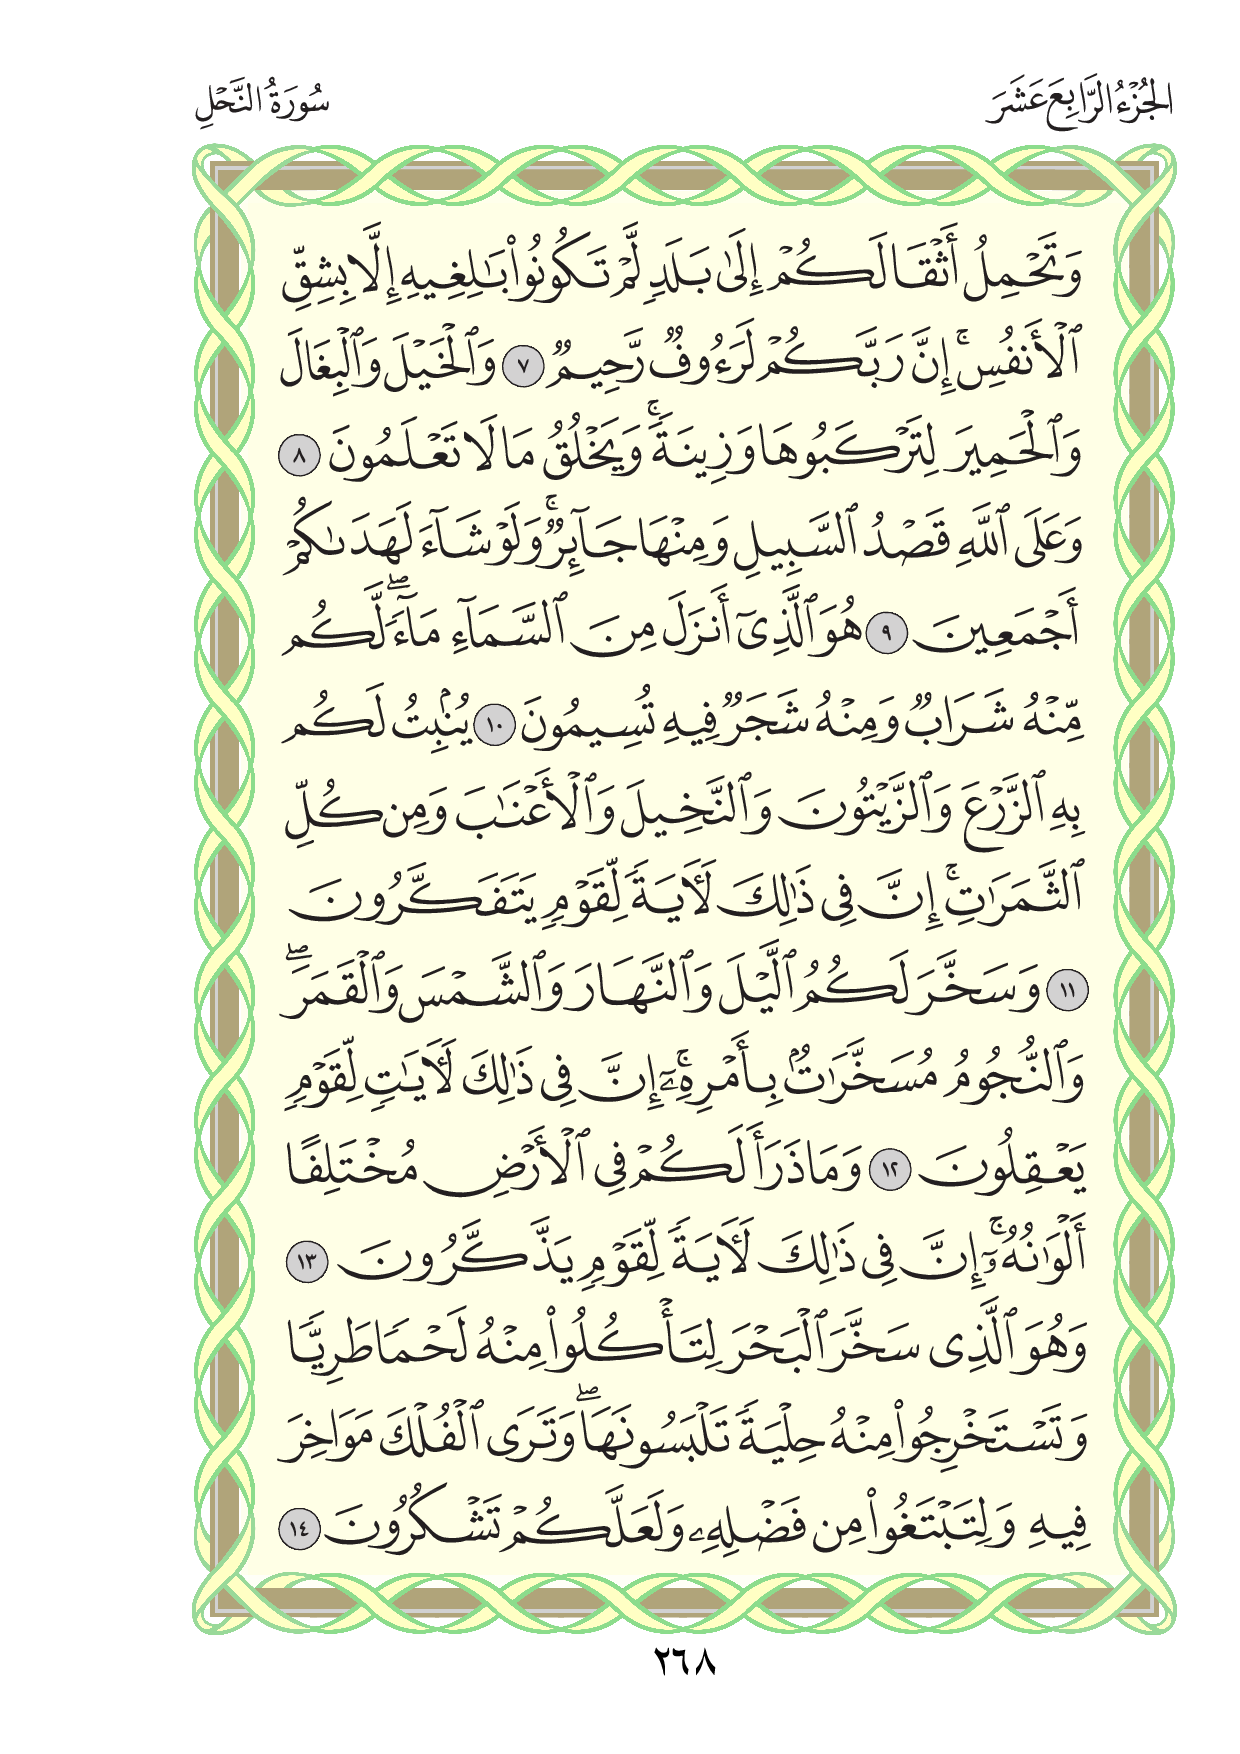 الجُزْءُ الرَّابِعَ عَشَرَ
سُورَةُ النَّحْلِ
وَتَحْمِلُ أَثْقَالَكُمْ إِلَىٰ بَلَدٍ لَّمْ تَكُونُوا۟ بَٰلِغِيهِ إِلَّا بِشِقِّ
ٱلْأَنفُسِ ۚ إِنَّ رَبَّكُمْ لَرَءُوفٌ رَّحِيمٌ ٧ وَٱلْخَيْلَ وَٱلْبِغَالَ
وَٱلْحَمِيرَ لِتَرْكَبُوهَا وَزِينَةً ۚ وَيَخْلُقُ مَا لَا تَعْلَمُونَ ٨
وَعَلَى ٱللَّهِ قَصْدُ ٱلسَّبِيلِ وَمِنْهَا جَآئِرٌ ۚ وَلَوْ شَآءَ لَهَدَىٰكُمْ
أَجْمَعِينَ ٩ هُوَ ٱلَّذِىٓ أَنزَلَ مِنَ ٱلسَّمَآءِ مَآءً ۖ لَّكُم
مِّنْهُ شَرَابٌ وَمِنْهُ شَجَرٌ فِيهِ تُسِيمُونَ ١٠ يُنۢبِتُ لَكُم
بِهِ ٱلزَّرْعَ وَٱلزَّيْتُونَ وَٱلنَّخِيلَ وَٱلْأَعْنَٰبَ وَمِن كُلِّ
ٱلثَّمَرَٰتِ ۚ إِنَّ فِى ذَٰلِكَ لَءَايَةً لِّقَوْمٍ يَتَفَكَّرُونَ
١١ وَسَخَّرَ لَكُمُ ٱلَّيْلَ وَٱلنَّهَارَ وَٱلشَّمْسَ وَٱلْقَمَرَ ۖ
وَٱلنُّجُومُ مُسَخَّرَٰتٌۢ بِأَمْرِهِۦٓ ۚ إِنَّ فِى ذَٰلِكَ لَءَايَٰتٍ لِّقَوْمٍ
يَعْقِلُونَ ١٢ وَمَا ذَرَأَ لَكُمْ فِى ٱلْأَرْضِ مُخْتَلِفًا
أَلْوَٰنُهُۥٓ ۚ إِنَّ فِى ذَٰلِكَ لَءَايَةً لِّقَوْمٍ يَذَّكَّرُونَ ١٣
وَهُوَ ٱلَّذِى سَخَّرَ ٱلْبَحْرَ لِتَأْكُلُوا۟ مِنْهُ لَحْمًا طَرِيًّا
وَتَسْتَخْرِجُوا۟ مِنْهُ حِلْيَةً تَلْبَسُونَهَا ۖ وَتَرَى ٱلْفُلْكَ مَوَاخِرَ
فِيهِ وَلِتَبْتَغُوا۟ مِن فَضْلِهِۦ وَلَعَلَّكُمْ تَشْكُرُونَ ١٤
٢٦٨